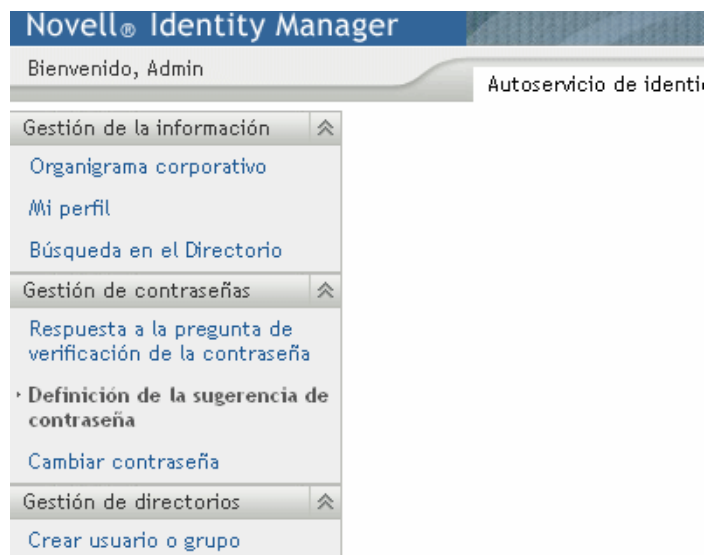 Novell® Identity Manager
Bienvenido, Admin
Autoservicio de
Gestión de la información
Organigrama corporativo
Mi perfil
Búsqueda en el Directorio
Gestión de contraseñas
Respuesta a la pregunta de
verificación de la contraseña
Definición de la sugerencia de
contraseña
Cambiar contraseña
Gestión de directorios
Crear usuario o grupo